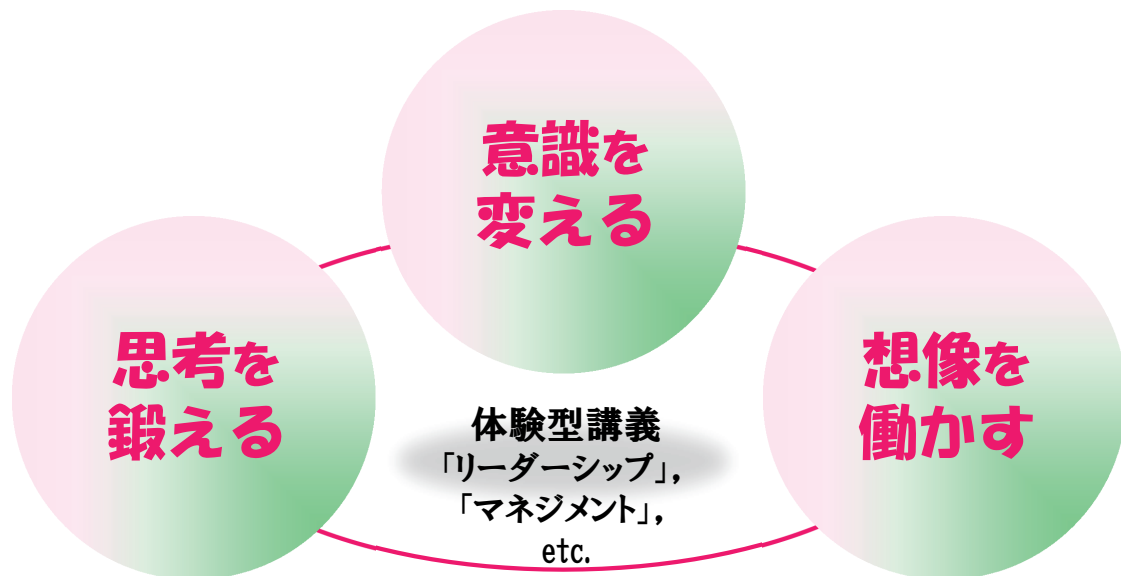 意識を
変える
思考を
鍛える
想像を
働かす
体験型講義
「リーダーシップ」,
「マネジメント」,
etc.